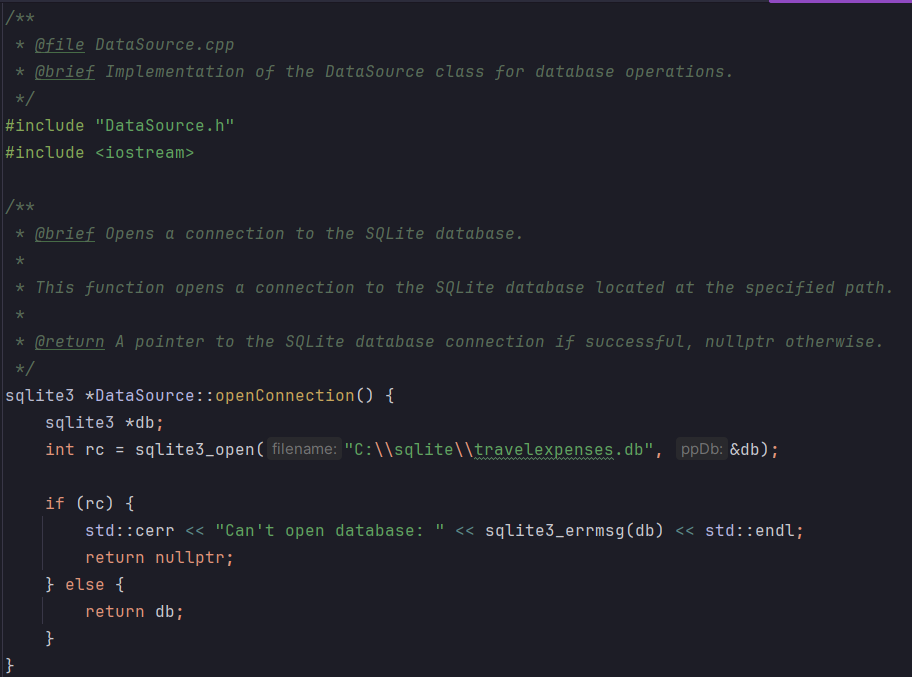 /**
 * @file DataSource.cpp
 * @brief Implementation of the DataSource class for database operations.
 */
#include "DataSource.h"
#include <iostream>

/**
 * @brief Opens a connection to the SQLite database.
 *
 * This function opens a connection to the SQLite database located at the specified path.
 *
 * @return A pointer to the SQLite database connection if successful, nullptr otherwise.
 */
sqlite3 *DataSource::openConnection() {
    sqlite3 *db;
    int rc = sqlite3_open( filename: "C:\\sqlite\\travelexpenses.db", ppDb: &db);

    if (rc) {
        std::cerr << "Can't open database: " << sqlite3_errmsg(db) << std::endl;
        return nullptr;
    } else {
        return db;
    }
}